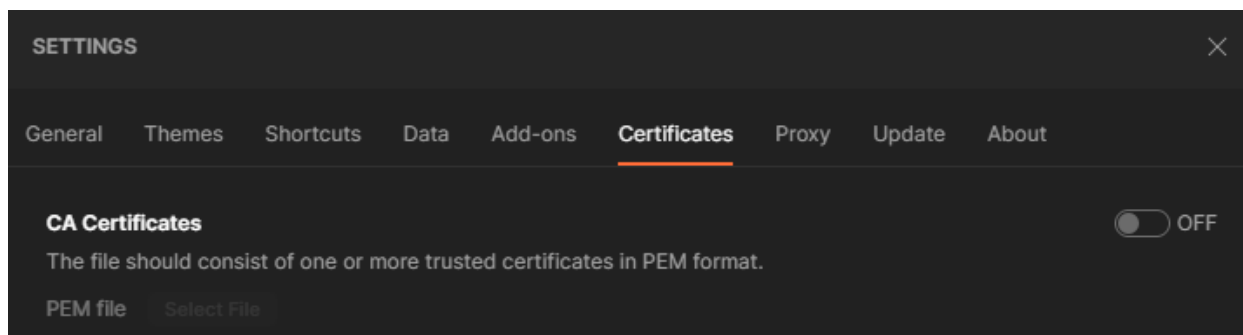 SETTINGS
General Themes Shortcuts Data Add-ons Certificates Proxy Update About
CA Certificates OFF
The file should consist of one or more trusted certificates in PEM format.
PEM file Select File